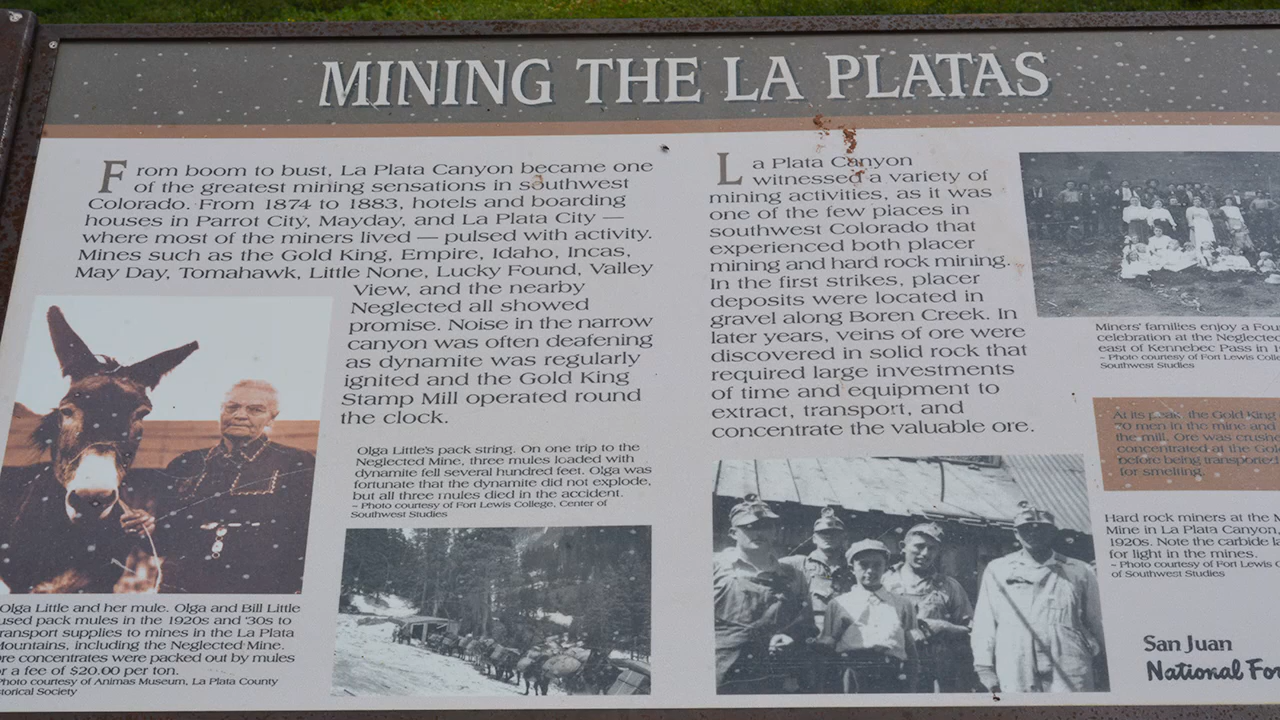 MINING THE LA PLATAS
From boom to bust, La Plata Canyon became one
of the greatest mining sensations in southwest
Colorado. From 1874 to 1883, hotels and boarding
houses in Parrot City, Mayday, and La Plata City —
where most of the miners lived — pulsed with activity.
Mines such as the Gold King, Empire, Idaho, Incas,
May Day, Tomahawk, Little None, Lucky Found, Valley
View, and the nearby
Neglected all showed
promise. Noise in the narrow
canyon was often deafening
as dynamite was regularly
ignited and the Gold King
Stamp Mill operated round
the clock.
Olga Little's pack string. On one trip to the
Neglected Mine, three mules loaded with
dynamite fell several hundred feet. Olga was
fortunate that the dynamite did not explode,
but all three mules died in the accident.
~ Photo courtesy of Fort Lewis College, Center of
Southwest Studies
Olga Little and her mule. Olga and Bill Little
used pack mules in the 1920s and '30s to
transport supplies to mines in the La Plata
Mountains, including the Neglected Mine.
Ore concentrates were packed out by mules
for a fee of $20.00 per ton.
Photo courtesy of Animas Museum, La Plata County
Historical Society
La Plata Canyon
witnessed a variety of
mining activities, as it was
one of the few places in
southwest Colorado that
experienced both placer
mining and hard rock mining.
In the first strikes, placer
deposits were located in
gravel along Boren Creek. In
later years, veins of ore were
discovered in solid rock that
required large investments
of time and equipment to
extract, transport, and
concentrate the valuable ore.
Miners' families enjoy a Fou
celebration at the Neglected
east of Kennebec Pass in 1
~ Photo courtesy of Fort Lewis Colle
Southwest Studies
At its peak, the Gold King
70 men in the mine and
the mill. Ore was crushe
concentrated at the Gold
before being transported
for smelting.
Hard rock miners at the
Mine in La Plata Canyon,
1920s. Note the carbide la
for light in the mines.
~ Photo courtesy of Fort Lewis C
of Southwest Studies
San Juan
National For